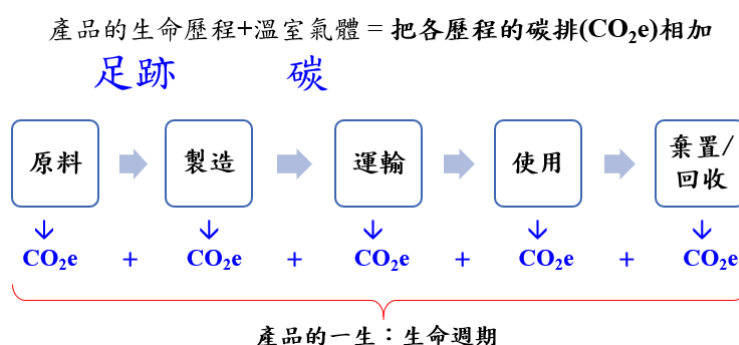 產品的生命歷程+溫室氣體 = 把各歷程的碳排(CO₂e)相加
足跡 碳
原料 製造 運輸 使用 棄置/
回收
CO₂e + CO₂e + CO₂e + CO₂e + CO₂e
產品的一生：生命週期